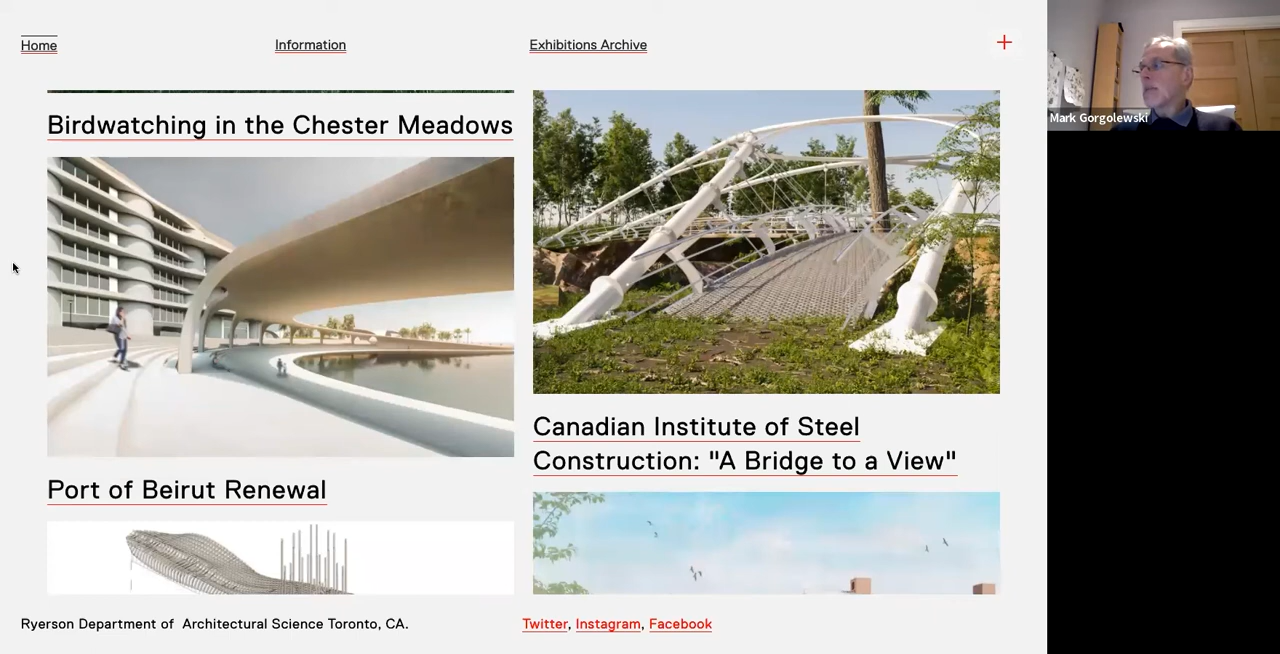 Home
Information
Exhibitions Archive
Mark Gorgolewski
Birdwatching in the Chester Meadows
Port of Beirut Renewal
Canadian Institute of Steel
Construction: "A Bridge to a View"
Ryerson Department of  Architectural Science Toronto, CA.
Twitter, Instagram, Facebook